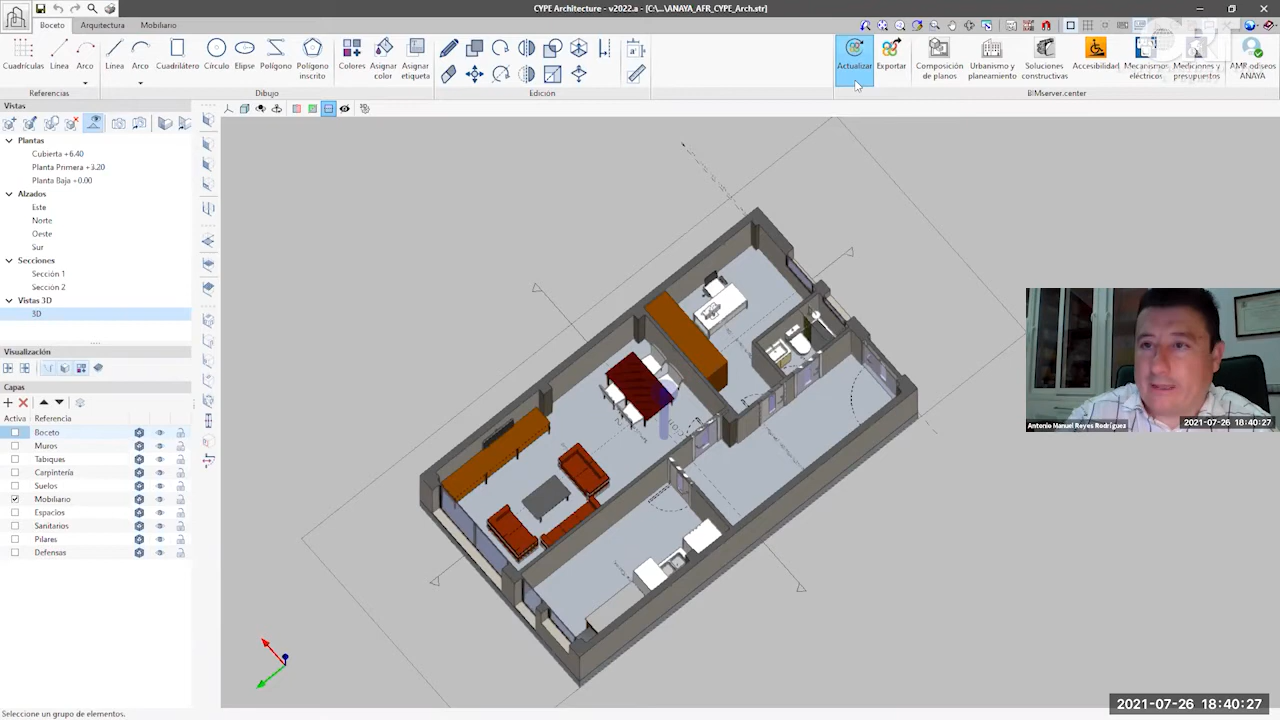 CYPE Architecture - v2022.a - [C:\...\ANAYA_AFR_CYPE_Arch.str]
Boceto Arquitectura Mobiliario
Cuadrículas Línea Arco Cuadrilátero Círculo Elipse Polígono Polígono inscrito Colores Asignar color Asignar etiqueta
Actualizar Exportar Composición de planos Urbanismo y planeamiento Soluciones constructivas Accesibilidad Mecanismos eléctricos Mediciones y presupuestos AMR odiseran ANAYA
Referencias Dibujo Edición BIMserver.center
Vistas
Plantas
Cubierta +6.40
Planta Primera +3.20
Planta Baja +0.00
Alzados
Este
Norte
Oeste
Sur
Secciones
Sección 1
Sección 2
Vistas 3D
3D
Visualización
Capas
Activa Referencia
Boceto
Muros
Tabiques
Carpintería
Suelos
Mobiliario
Espacios
Sanitarios
Pilares
Defensas
Antonio Manuel Reyes Rodríguez 2021-07-26 18:40:27
Seleccione un grupo de elementos.
2021-07-26 18:40:27